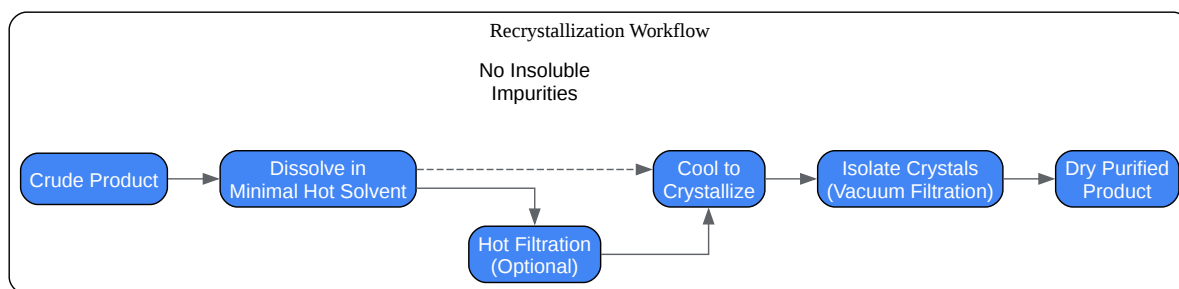 Recrystallization Workflow
No Insoluble
Impurities
Crude Product
Dissolve in
Minimal Hot Solvent
Hot Filtration
(Optional)
Cool to
Crystallize
Isolate Crystals
(Vacuum Filtration)
Dry Purified
Product